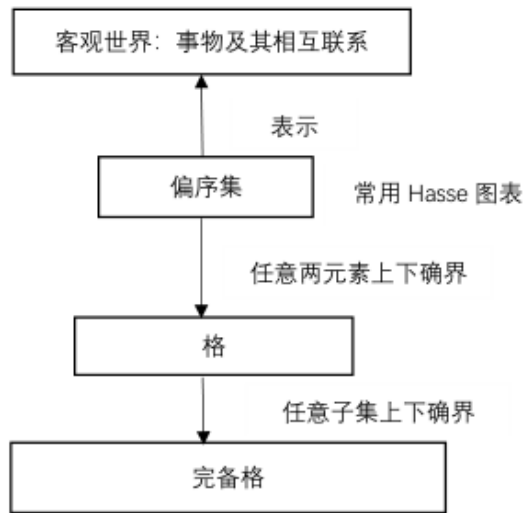 客观世界：事物及其相互联系
表示
偏序集
常用 Hasse 图表
任意两元素上下确界
格
任意子集上下确界
完备格